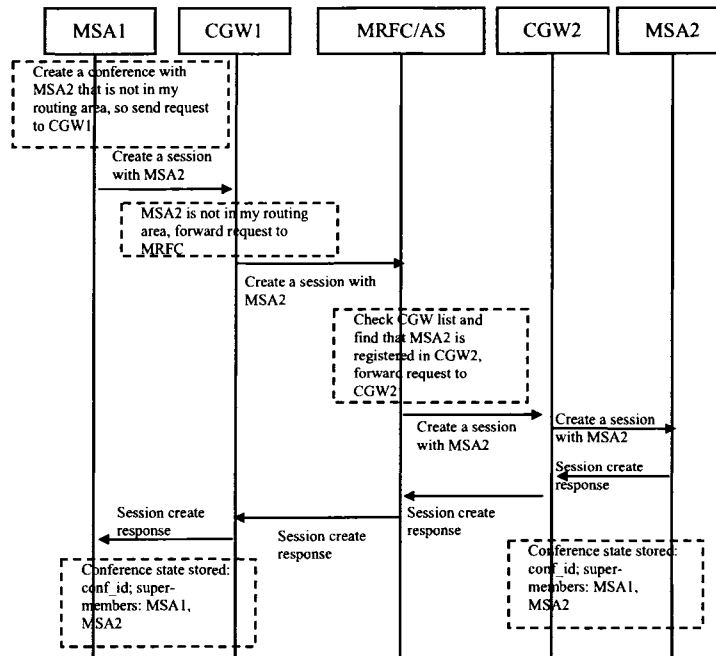 MSA1
CGW1
MRFC/AS
CGW2
MSA2
Create a conference with
MSA2 that is not in my
routing area, so send request
to CGW1
Create a session
with MSA2
MSA2 is not in my routing
area, forward request to
MRFC
Create a session with
MSA2
Check CGW list and
find that MSA2 is
registered in CGW2,
forward request to
CGW2
Create a session
with MSA2
Create a session
with MSA2
Session create
response
Session create
response
Session create
response
Session create
response
Conference state stored:
conf_id; super-
members: MSA1,
MSA2
Conference state stored:
conf_id; super-
members: MSA1,
MSA2